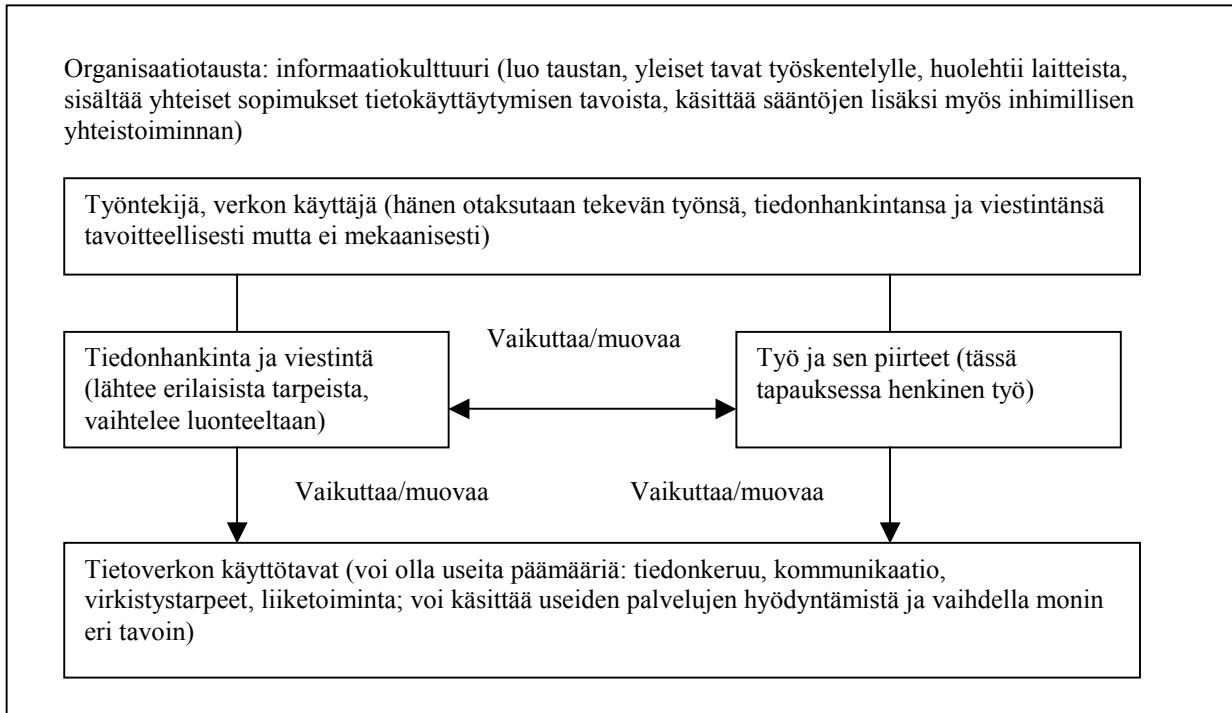 Organisaatiotausta: informaatiokulttuuri (luo taustan, yleiset tavat työskentelylle, huolehtii laitteista,
sisältää yhteiset sopimukset tietokäyttäytymisen tavoista, käsittää sääntöjen lisäksi myös inhimillisen
yhteistoiminnan)
Työntekijä, verkon käyttäjä (hänen otaksutaan tekevän työnsä, tiedonhankintansa ja viestintänsä
tavoitteellisesti mutta ei mekaanisesti)
Vaikuttaa/muovaa
Tiedonhankinta ja viestintä
(lähtee erilaisista tarpeista,
vaihtelee luonteeltaan)
Työ ja sen piirteet (tässä
tapauksessa henkinen työ)
Vaikuttaa/muovaa
Vaikuttaa/muovaa
Tietoverkon käyttötavat (voi olla useita päämääriä: tiedonkeruu, kommunikaatio,
virkistystarpeet, liiketoiminta; voi käsittää useiden palvelujen hyödyntämistä ja vaihdella monin
eri tavoin)